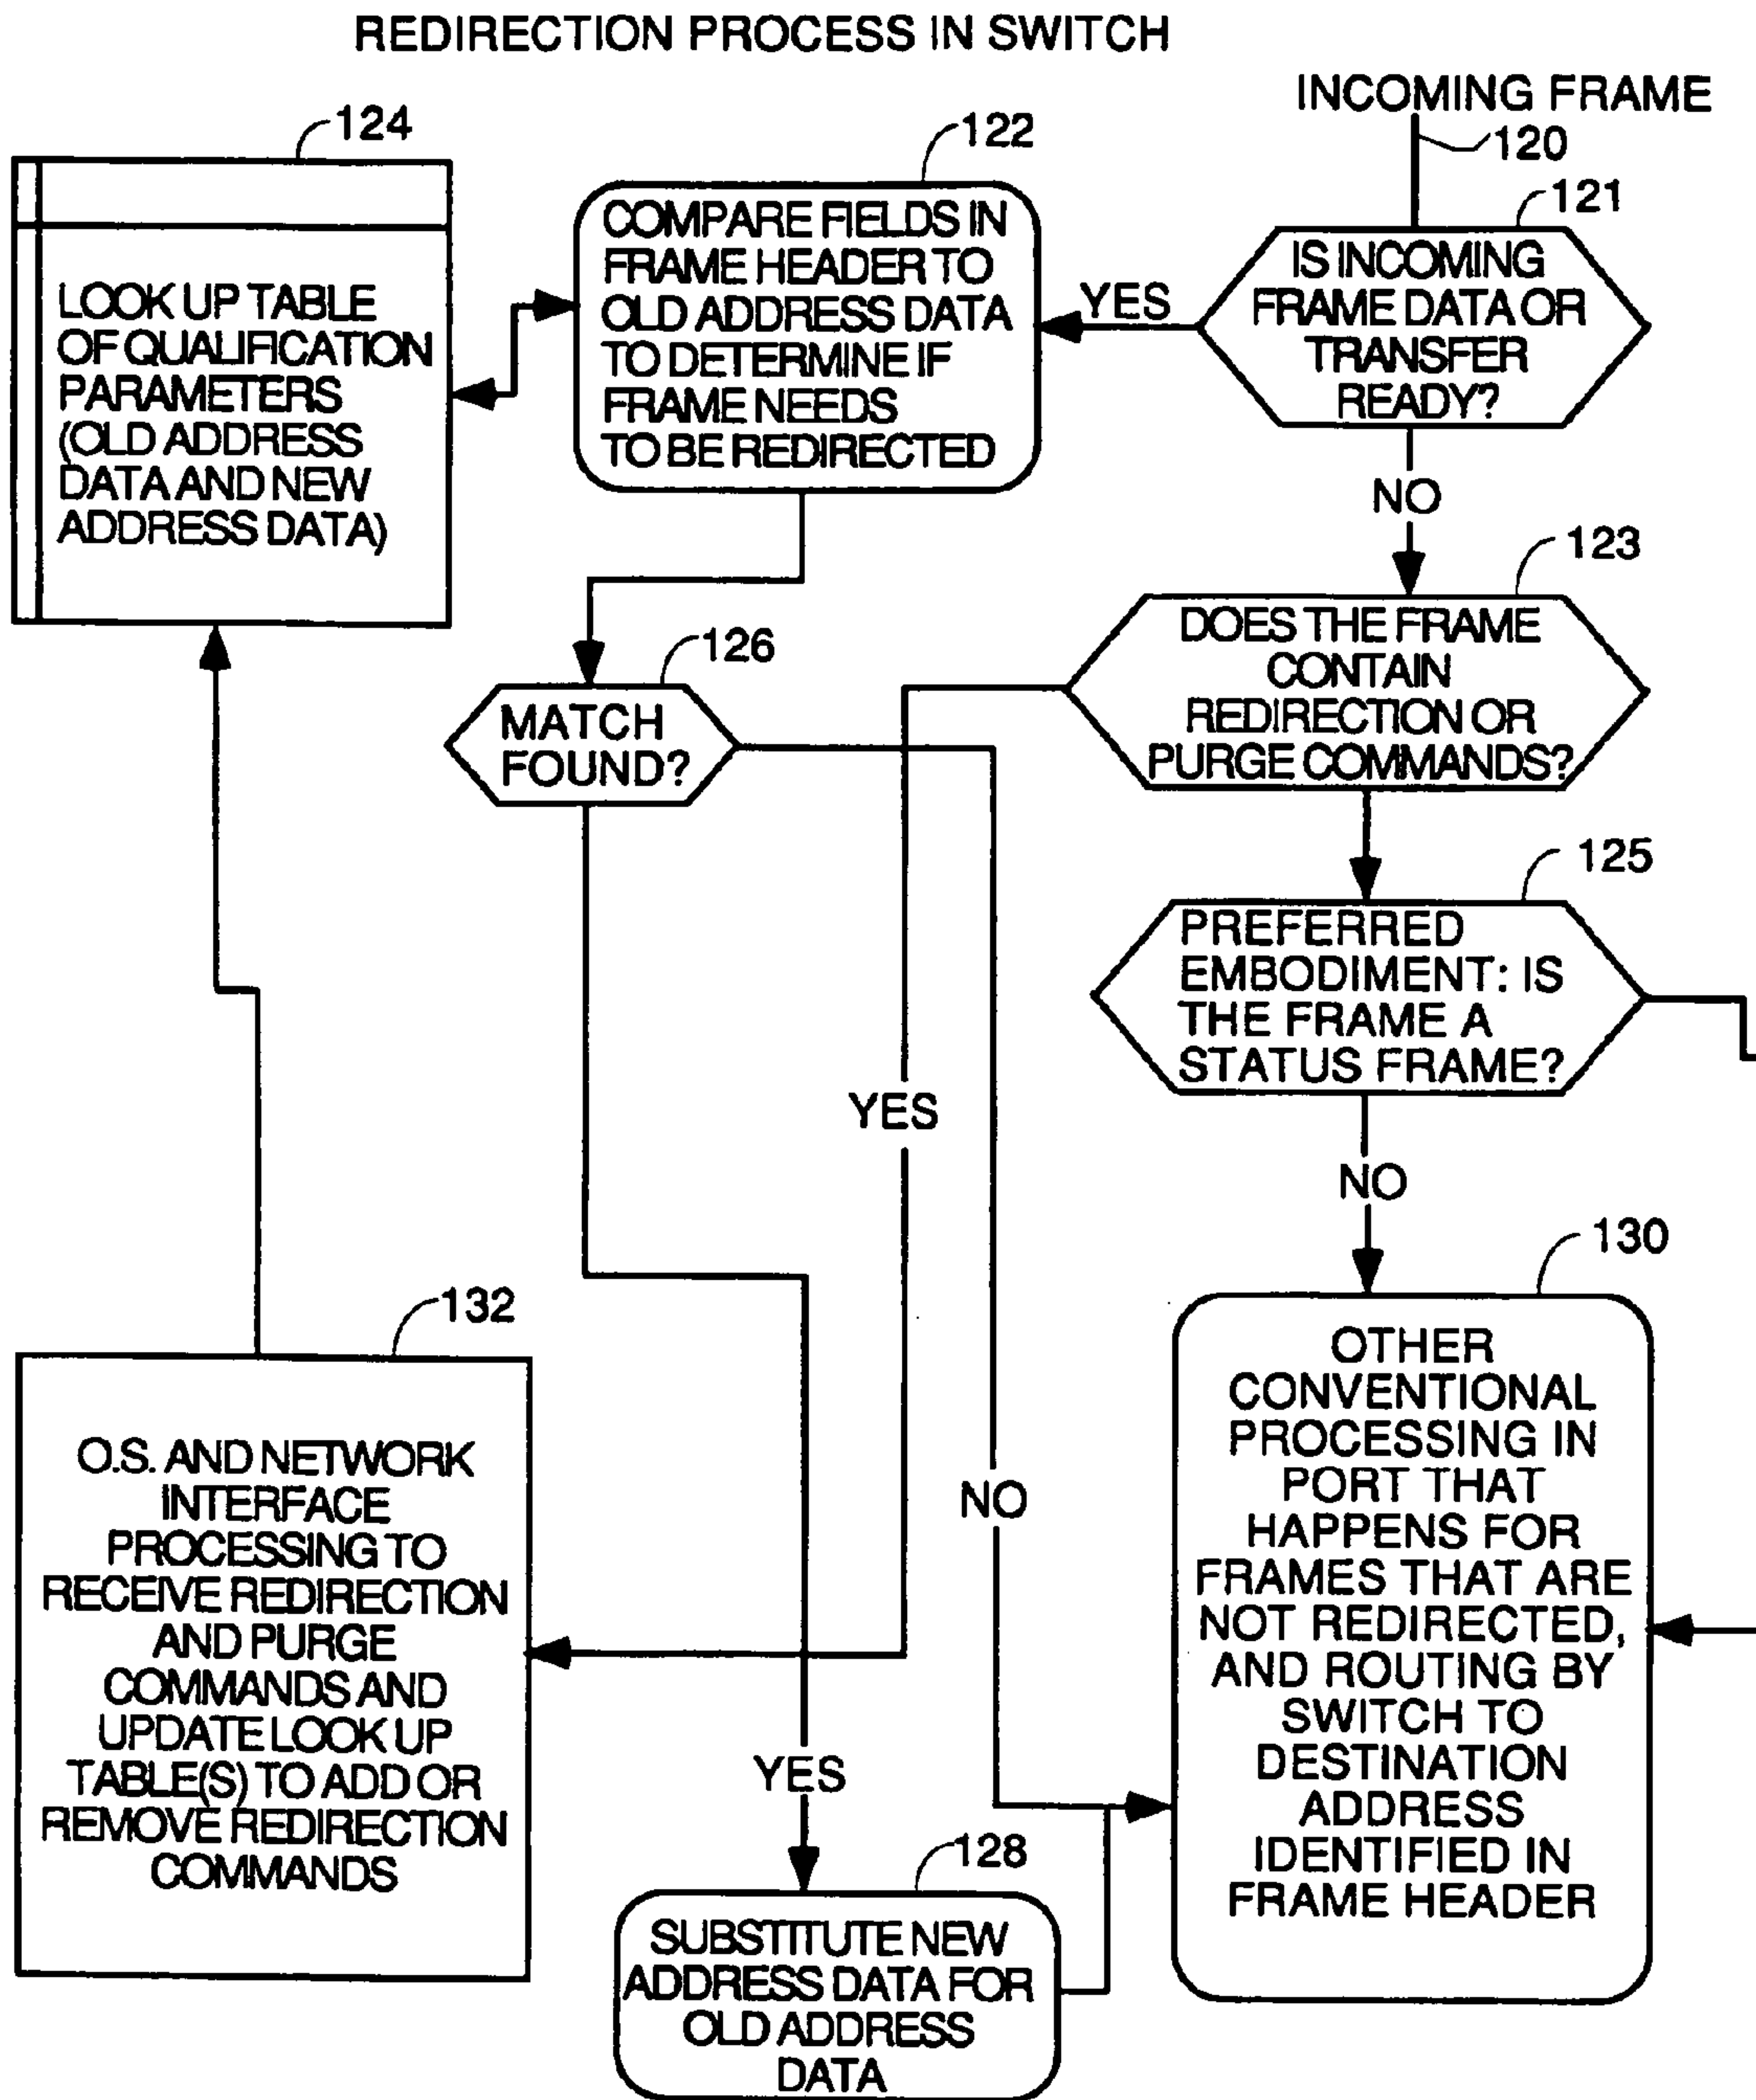 REDIRECTION PROCESS IN SWITCH
INCOMING FRAME
120
121
IS INCOMING
FRAME DATA OR
TRANSFER
READY?
YES
NO
122
COMPARE FIELDS IN
FRAME HEADER TO
OLD ADDRESS DATA
TO DETERMINE IF
FRAME NEEDS
TO BE REDIRECTED
124
LOOK UP TABLE
OF QUALIFICATION
PARAMETERS
(OLD ADDRESS
DATA AND NEW
ADDRESS DATA)
123
DOES THE FRAME
CONTAIN
REDIRECTION OR
PURGE COMMANDS?
126
MATCH
FOUND?
125
PREFERRED
EMBODIMENT: IS
THE FRAME A
STATUS FRAME?
YES
NO
130
OTHER
CONVENTIONAL
PROCESSING IN
PORT THAT
HAPPENS FOR
FRAMES THAT ARE
NOT REDIRECTED,
AND ROUTING BY
SWITCH TO
DESTINATION
ADDRESS
IDENTIFIED IN
FRAME HEADER
132
O.S. AND NETWORK
INTERFACE
PROCESSING TO
RECEIVE REDIRECTION
AND PURGE
COMMANDS AND
UPDATE LOOK UP
TABLE(S) TO ADD OR
REMOVE REDIRECTION
COMMANDS
NO
YES
128
SUBSTITUTE NEW
ADDRESS DATA FOR
OLD ADDRESS
DATA